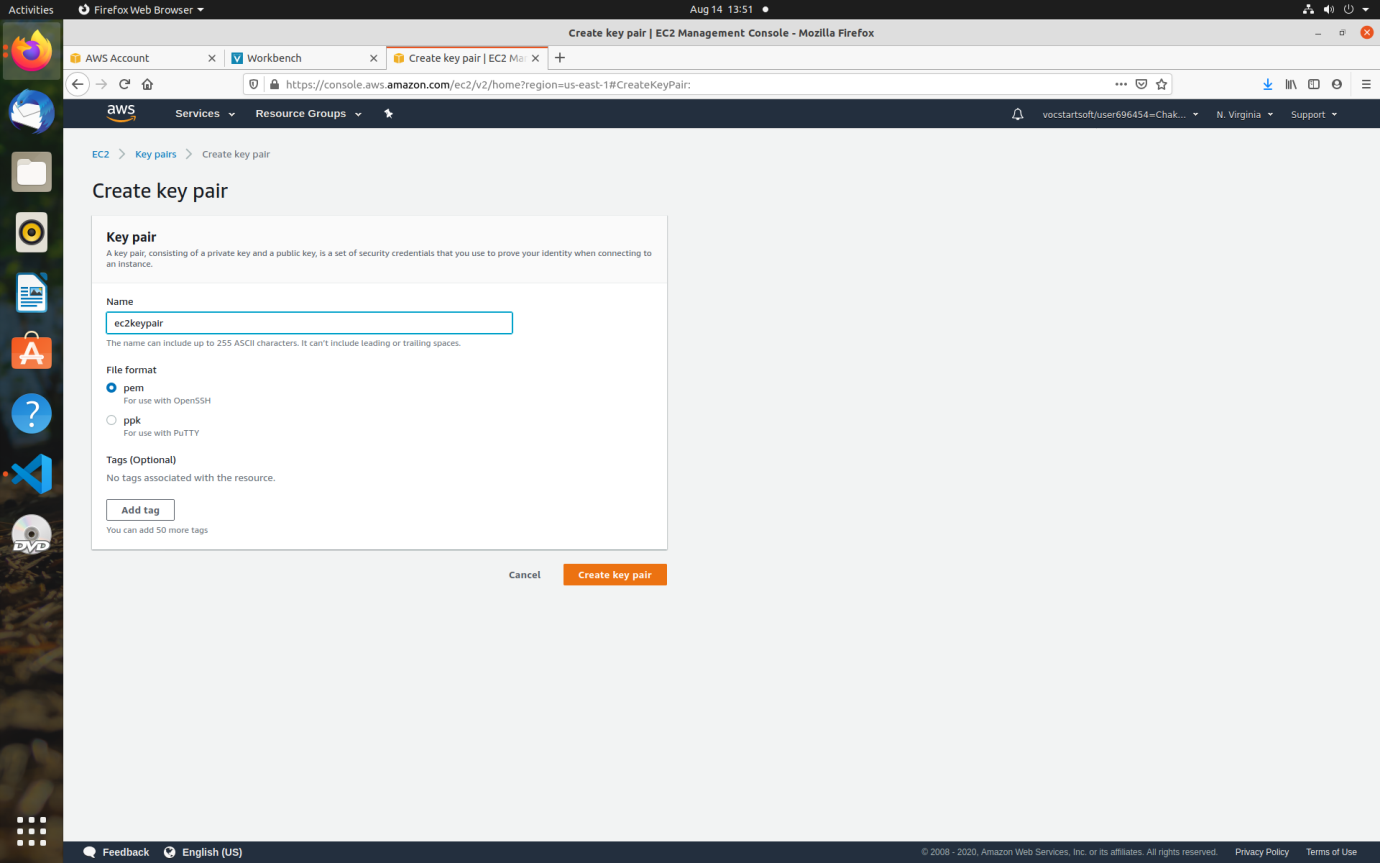 Activities
Firefox Web Browser
Aug 14 13:51
Create key pair | EC2 Management Console - Mozilla Firefox
AWS Account
Workbench
Create key pair | EC2 Ma
https://console.aws.amazon.com/ec2/v2/home?region=us-east-1#CreateKeyPair:
aws
Services
Resource Groups
vocstartsoft/user696454=Chak...
N. Virginia
Support
EC2
Key pairs
Create key pair
Create key pair
Key pair
A key pair, consisting of a private key and a public key, is a set of security credentials that you use to prove your identity when connecting to
an instance.
Name
ec2keypair
The name can include up to 255 ASCII characters. It can't include leading or trailing spaces.
File format
pem
For use with OpenSSH
ppk
For use with PuTTY
Tags (Optional)
No tags associated with the resource.
Add tag
You can add 50 more tags
Cancel
Create key pair
DVD
Feedback
English (US)
© 2008 - 2020, Amazon Web Services, Inc. or its affiliates. All rights reserved.
Privacy Policy
Terms of Use